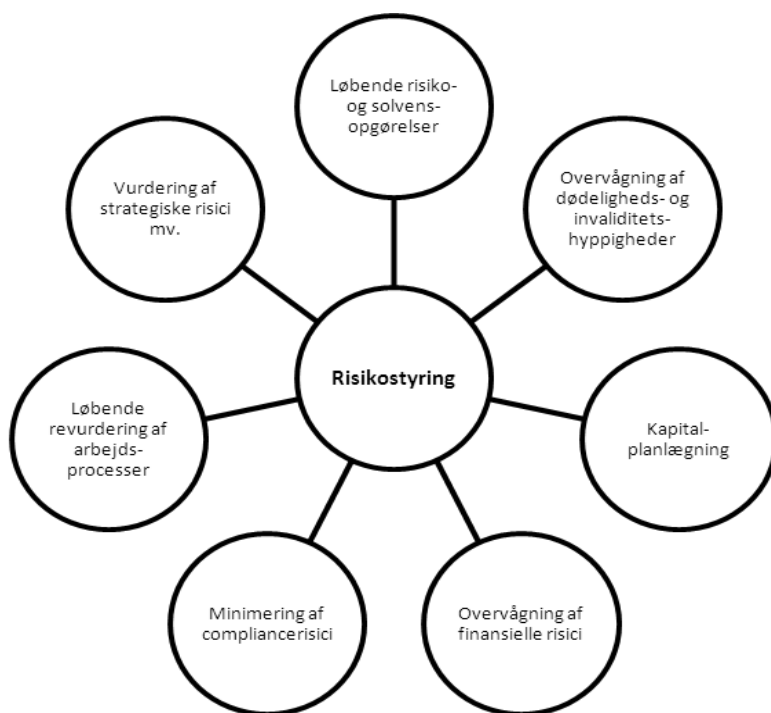 Løbende risiko-
og solvens-
opgørelser
Overvågning af
dødeligheds- og
invaliditets-
hyppigheder
Kapital-
planlægning
Overvågning af
finansielle risici
Minimering af
compliancerisici
Løbende
revurdering af
arbejds-
processer
Vurdering af
strategiske risici
mv.
Risikostyring